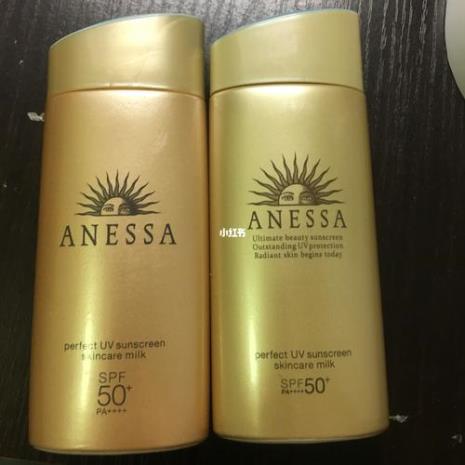 ANESSA
perfect UV sunscreen
skincare milk
SPF
50+
PA++++
小红书
ANESSA
Ultimate beauty sunscreen
Outstanding UV protection
Radiant skin begins today
perfect UV sunscreen
skincare milk
SPF50+
PA++++